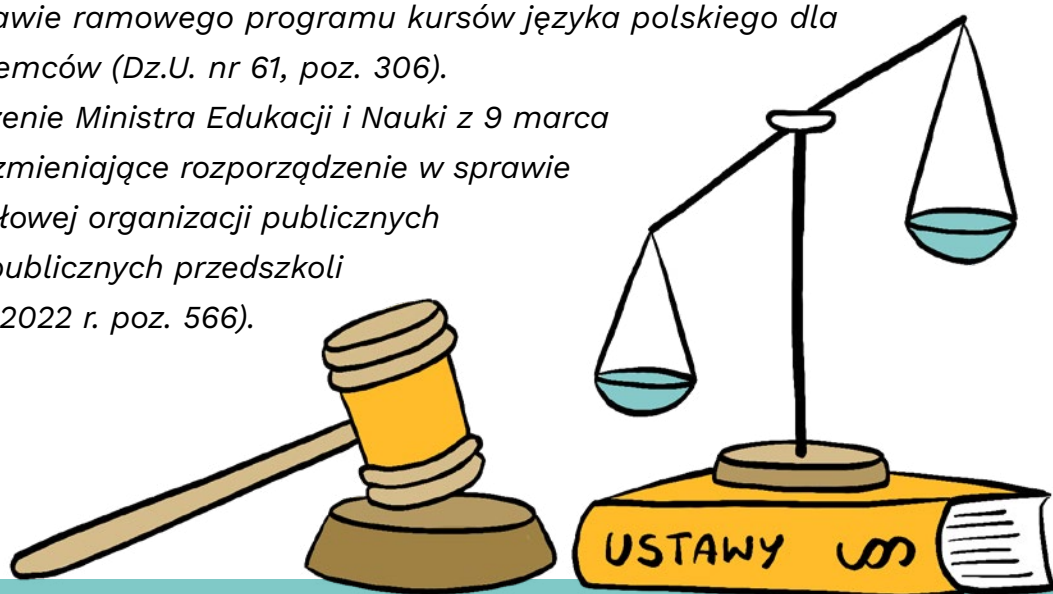 awie ramowego programu kursów języka polskiego dla
emców (Dz.U. nr 61, poz. 306).
zenie Ministra Edukacji i Nauki z 9 marca
zmieniające rozporządzenie w sprawie
łowej organizacji publicznych
publicznych przedszkoli
2022 r. poz. 566).
USTAWY §